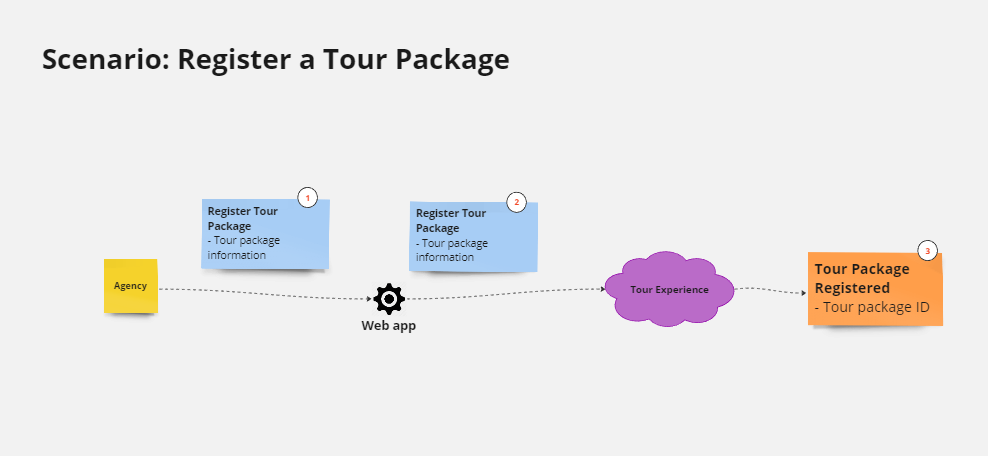 Scenario: Register a Tour Package
1
Register Tour
Package
- Tour package
information
2
Register Tour
Package
- Tour package
information
3
Tour Package
Registered
- Tour package ID
Agency
Web app
Tour Experience